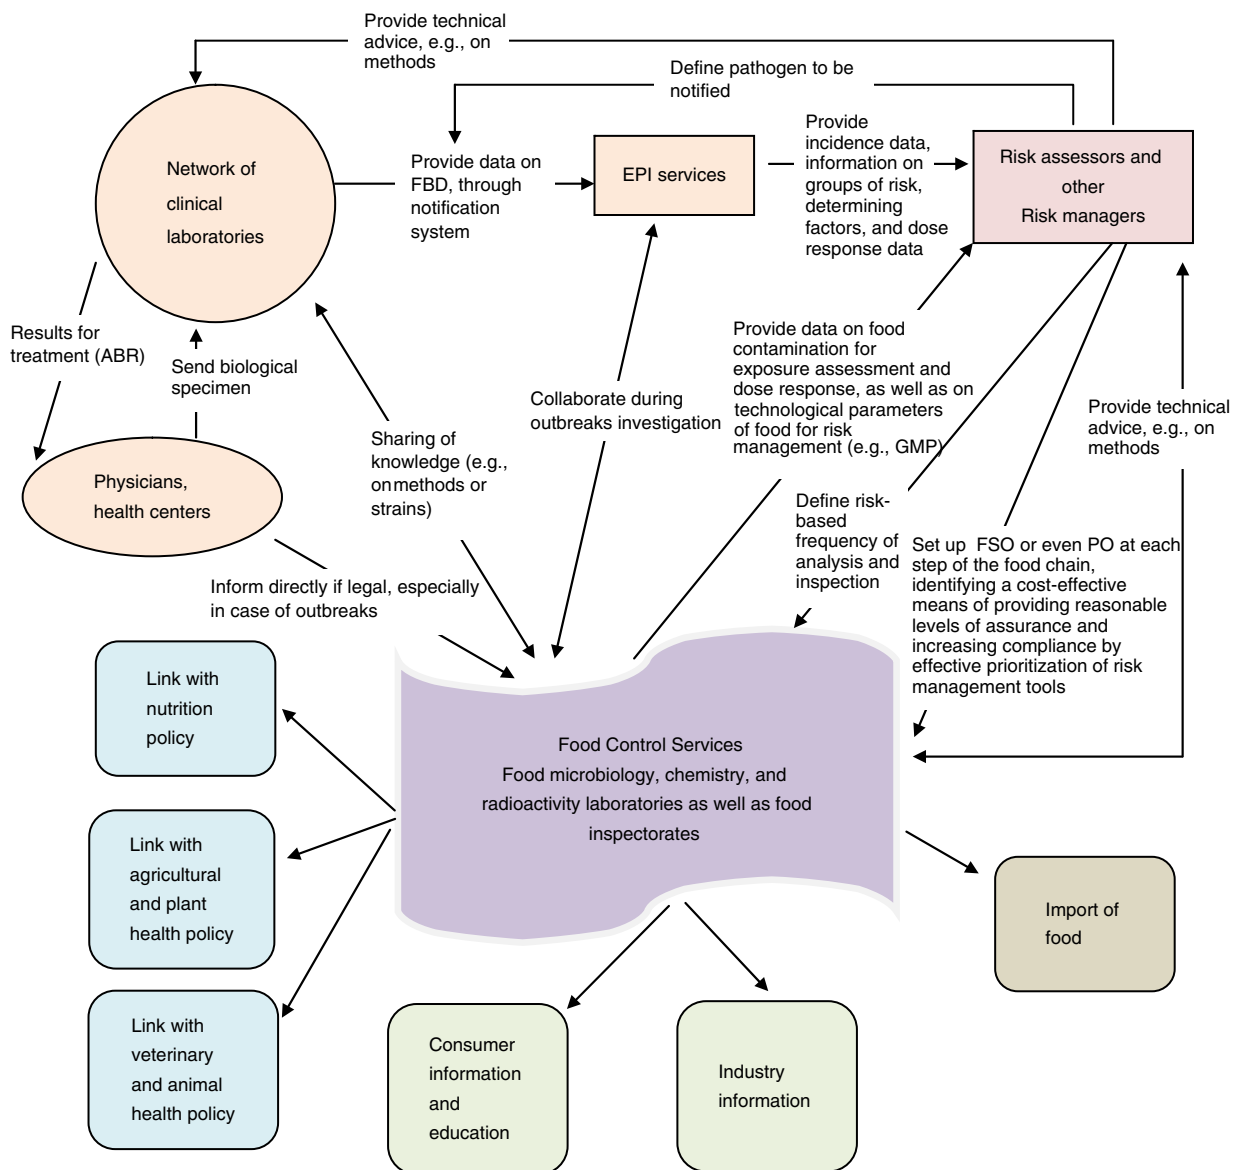 Provide technical
advice, e.g., on
methods
Define pathogen to be
notified
Network of
clinical
laboratories
Provide data on
FBD, through
notification
system
EPI services
Provide
incidence data,
information on
groups of risk,
determining
factors, and dose
response data
Risk assessors and
other
Risk managers
Results for
treatment (ABR)
Send biological
specimen
Physicians,
health centers
Sharing of
knowledge (e.g.,
on methods or
strains)
Collaborate during
outbreaks investigation
Provide data on food
contamination for
exposure assessment and
dose response, as well as on
technological parameters
of food for risk
management (e.g., GMP)
Provide technical
advice, e.g., on
methods
Define risk-
based
frequency of
analysis and
inspection
Set up FSO or even PO at each
step of the food chain,
identifying a cost-effective
means of providing reasonable
levels of assurance and
increasing compliance by
effective prioritization of risk
management tools
Inform directly if legal, especially
in case of outbreaks
Link with
nutrition
policy
Link with
agricultural
and plant
health policy
Link with
veterinary
and animal
health policy
Food Control Services
Food microbiology, chemistry, and
radioactivity laboratories as well as food
inspectorates
Import of
food
Consumer
information
and
education
Industry
information